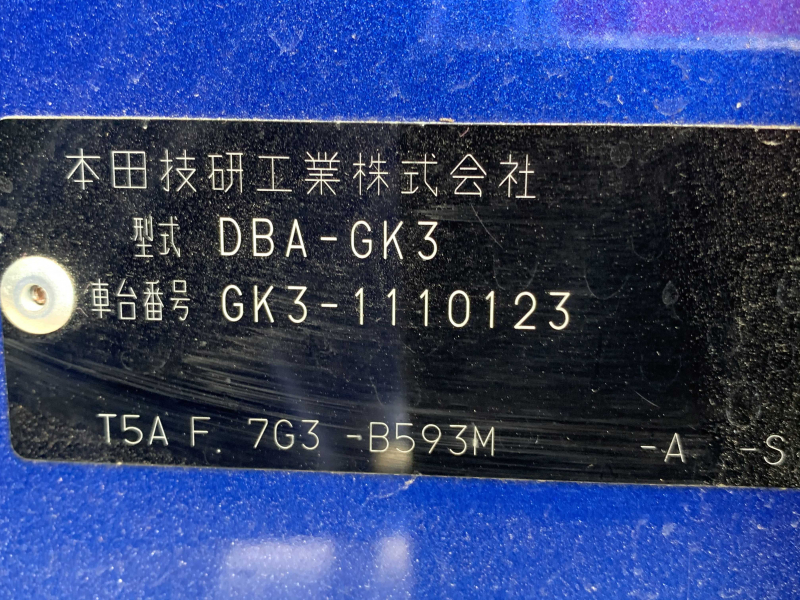 本田技研工業株式会社
型式 DBA-GK3
車台番号 GK3-1110123
T5A F. 7G3 -B593M -A -S